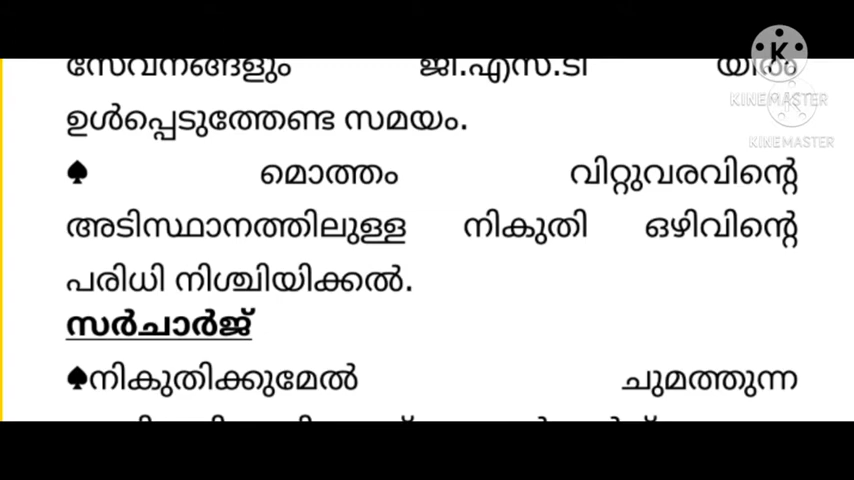 സേവനങ്ങളും ജി.എസ്.ടി യിൽ
ഉൾപ്പെടുത്തേണ്ട സമയം.
♠ മൊത്തം വിറ്റുവരവിന്റെ
അടിസ്ഥാനത്തിലുള്ള നികുതി ഒഴിവിന്റെ
പരിധി നിശ്ചിയിക്കൽ.
സർചാർജ്
♠നികുതിക്കുമേൽ ചുമത്തുന്ന
KINEMASTER
KINEMASTER